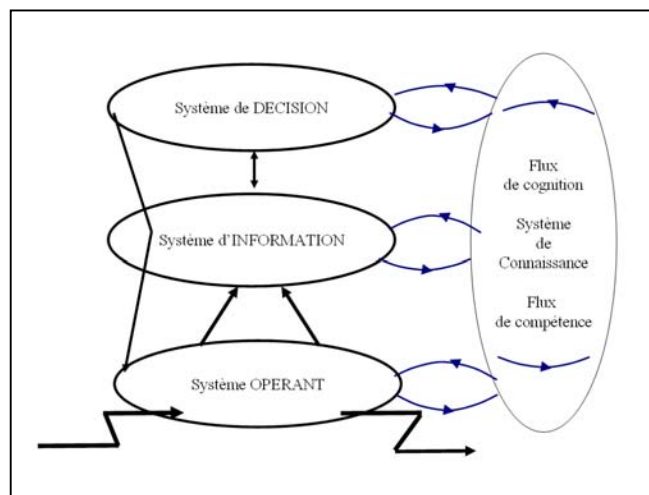 Système de DECISION
Système d'INFORMATION
Système OPERANT
Flux
de cognition
Système
de
Connaissance
Flux
de compétence